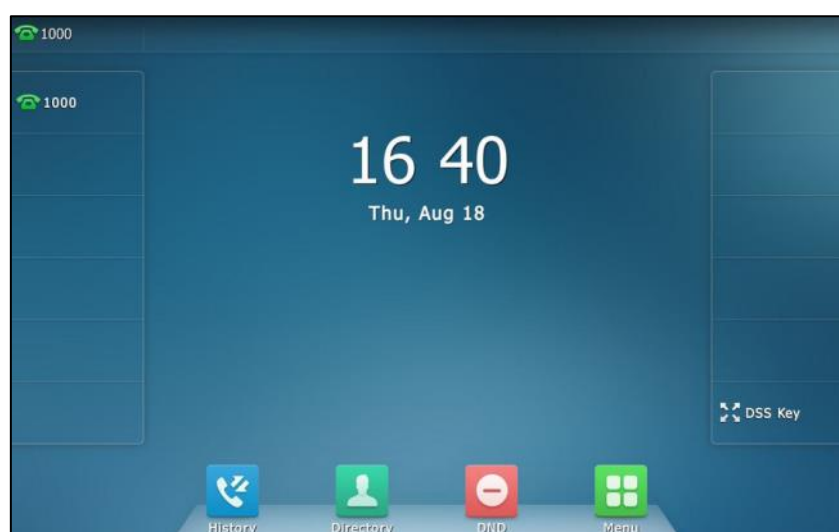 1000
1000
16 40
Thu, Aug 18
DSS Key
History
Directory
DND
Menu